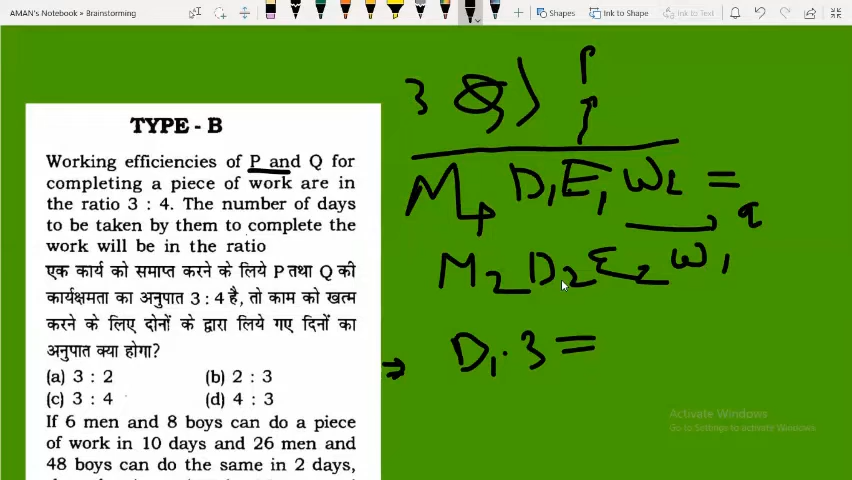 AMAN's Notebook » Brainstorming
Shapes
Ink to Shape
Ink to Text
TYPE - B
Working efficiencies of P and Q for
completing a piece of work are in
the ratio 3 : 4. The number of days
to be taken by them to complete the
work will be in the ratio
एक कार्य को समाप्त करने के लिये P तथा Q की
कार्यक्षमता का अनुपात 3 : 4 है, तो काम को खत्म
करने के लिए दोनों के द्वारा लिये गए दिनों का
अनुपात क्या होगा?
(a) 3 : 2 (b) 2 : 3
(c) 3 : 4 (d) 4 : 3
If 6 men and 8 boys can do a piece
of work in 10 days and 26 men and
48 boys can do the same in 2 days,
M₁ D₁ E₁ W₂ =
M₂ D₂ E₂ W₁
⇒ D₁ · 3 =
Activate Windows
Go to Settings to activate Windows.